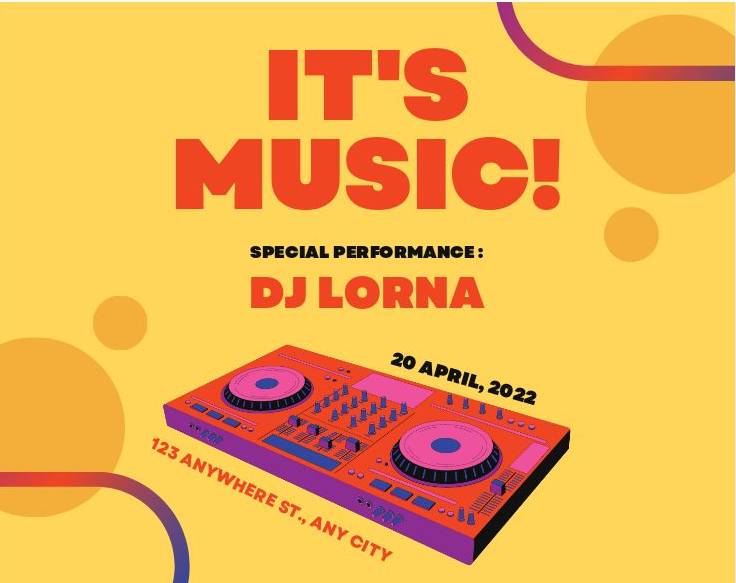 IT'S
MUSIC!
SPECIAL PERFORMANCE :
DJ LORNA
20 APRIL, 2022
123 ANYWHERE ST., ANY CITY